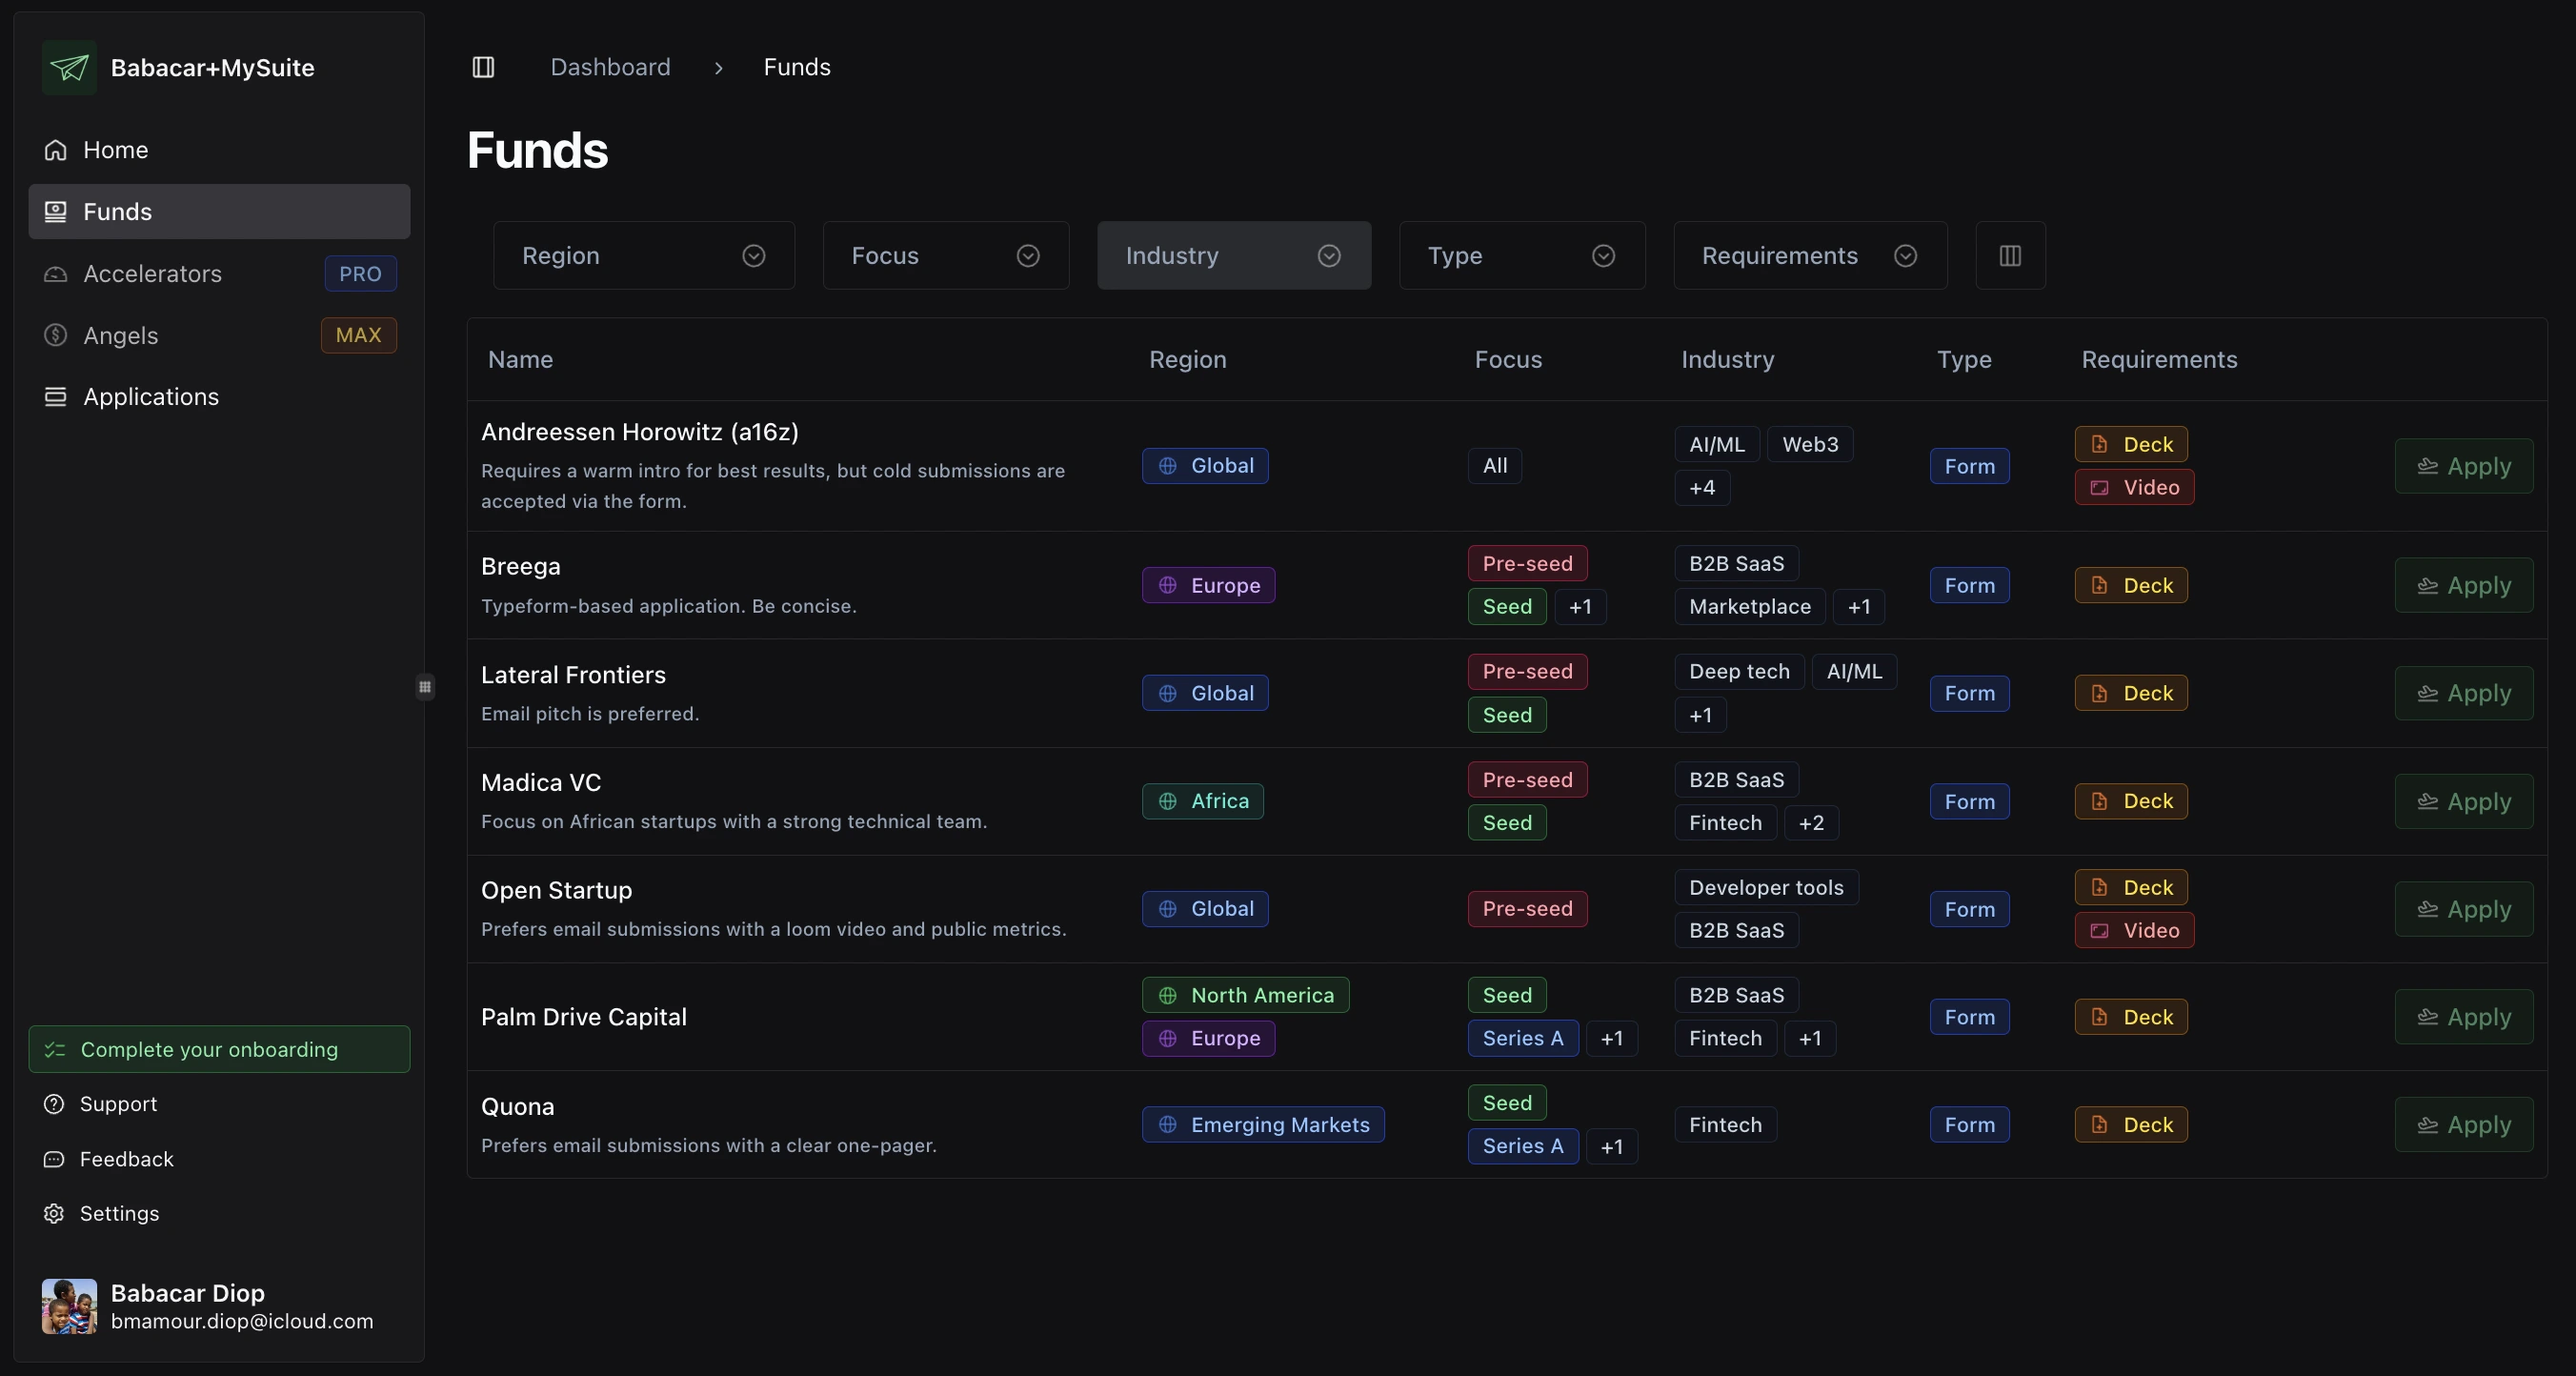 Babacar+MySuite
Home
Funds
Accelerators PRO
Angels MAX
Applications
Complete your onboarding
Support
Feedback
Settings
Babacar Diop
bmamour.diop@icloud.com
Dashboard > Funds
Funds
Region Focus Industry Type Requirements
Name Region Focus Industry Type Requirements
Andreessen Horowitz (a16z)
Requires a warm intro for best results, but cold submissions are
accepted via the form.
Global
All
AI/ML Web3
+4
Form
Deck
Video
Apply
Breega
Typeform-based application. Be concise.
Europe
Pre-seed
Seed +1
B2B SaaS
Marketplace +1
Form
Deck
Apply
Lateral Frontiers
Email pitch is preferred.
Global
Pre-seed
Seed
Deep tech AI/ML
+1
Form
Deck
Apply
Madica VC
Focus on African startups with a strong technical team.
Africa
Pre-seed
Seed
B2B SaaS
Fintech +2
Form
Deck
Apply
Open Startup
Prefers email submissions with a loom video and public metrics.
Global
Pre-seed
Developer tools
B2B SaaS
Form
Deck
Video
Apply
Palm Drive Capital
North America
Europe
Seed
Series A +1
B2B SaaS
Fintech +1
Form
Deck
Apply
Quona
Prefers email submissions with a clear one-pager.
Emerging Markets
Seed
Series A +1
Fintech
Form
Deck
Apply